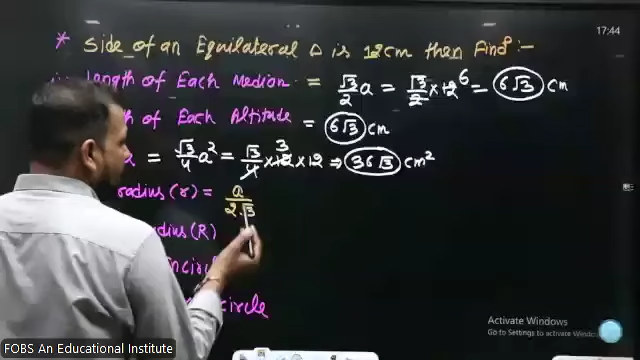 17:44
* Side of an Equilateral Δ is 12cm then Find :-
Length of Each Median = √3/2 a = √3/2 × 12 6 = 6√3 cm
of Each Altitude = 6√3 cm
= √3/4 a² = √3/4 × 12 3 × 12 ⇒ 36√3 cm²
radius (r) = a/2√3
(R)
circle
Activate Windows
Go to Settings to activate Windows.
FOBS An Educational Institute